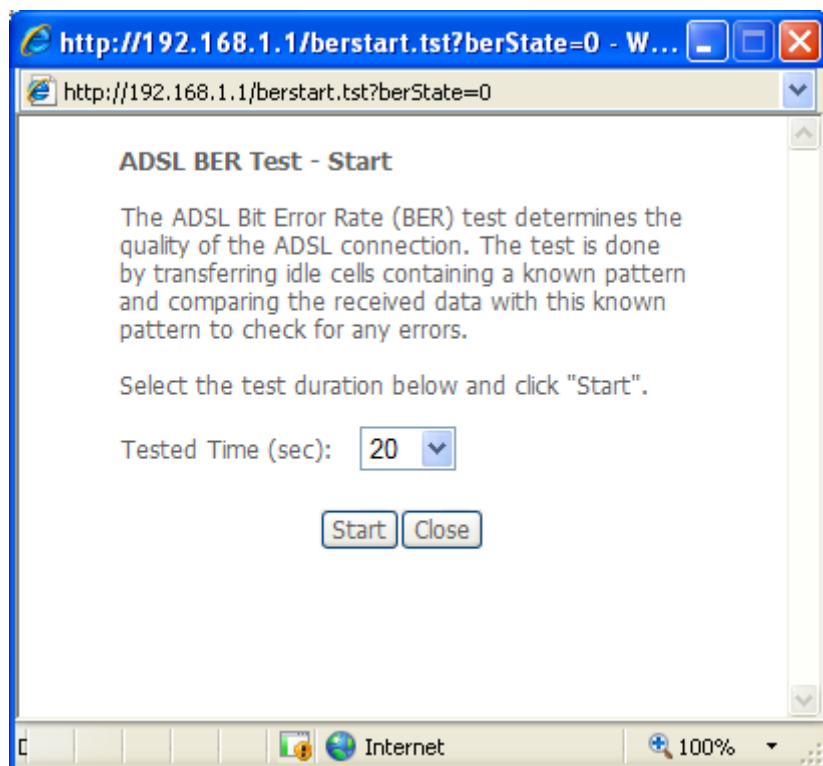 http://192.168.1.1/berstart.tst?berState=0 - W...
http://192.168.1.1/berstart.tst?berState=0
ADSL BER Test - Start
The ADSL Bit Error Rate (BER) test determines the
quality of the ADSL connection. The test is done
by transferring idle cells containing a known pattern
and comparing the received data with this known
pattern to check for any errors.
Select the test duration below and click "Start".
Tested Time (sec): 20
Start Close
Internet 100%